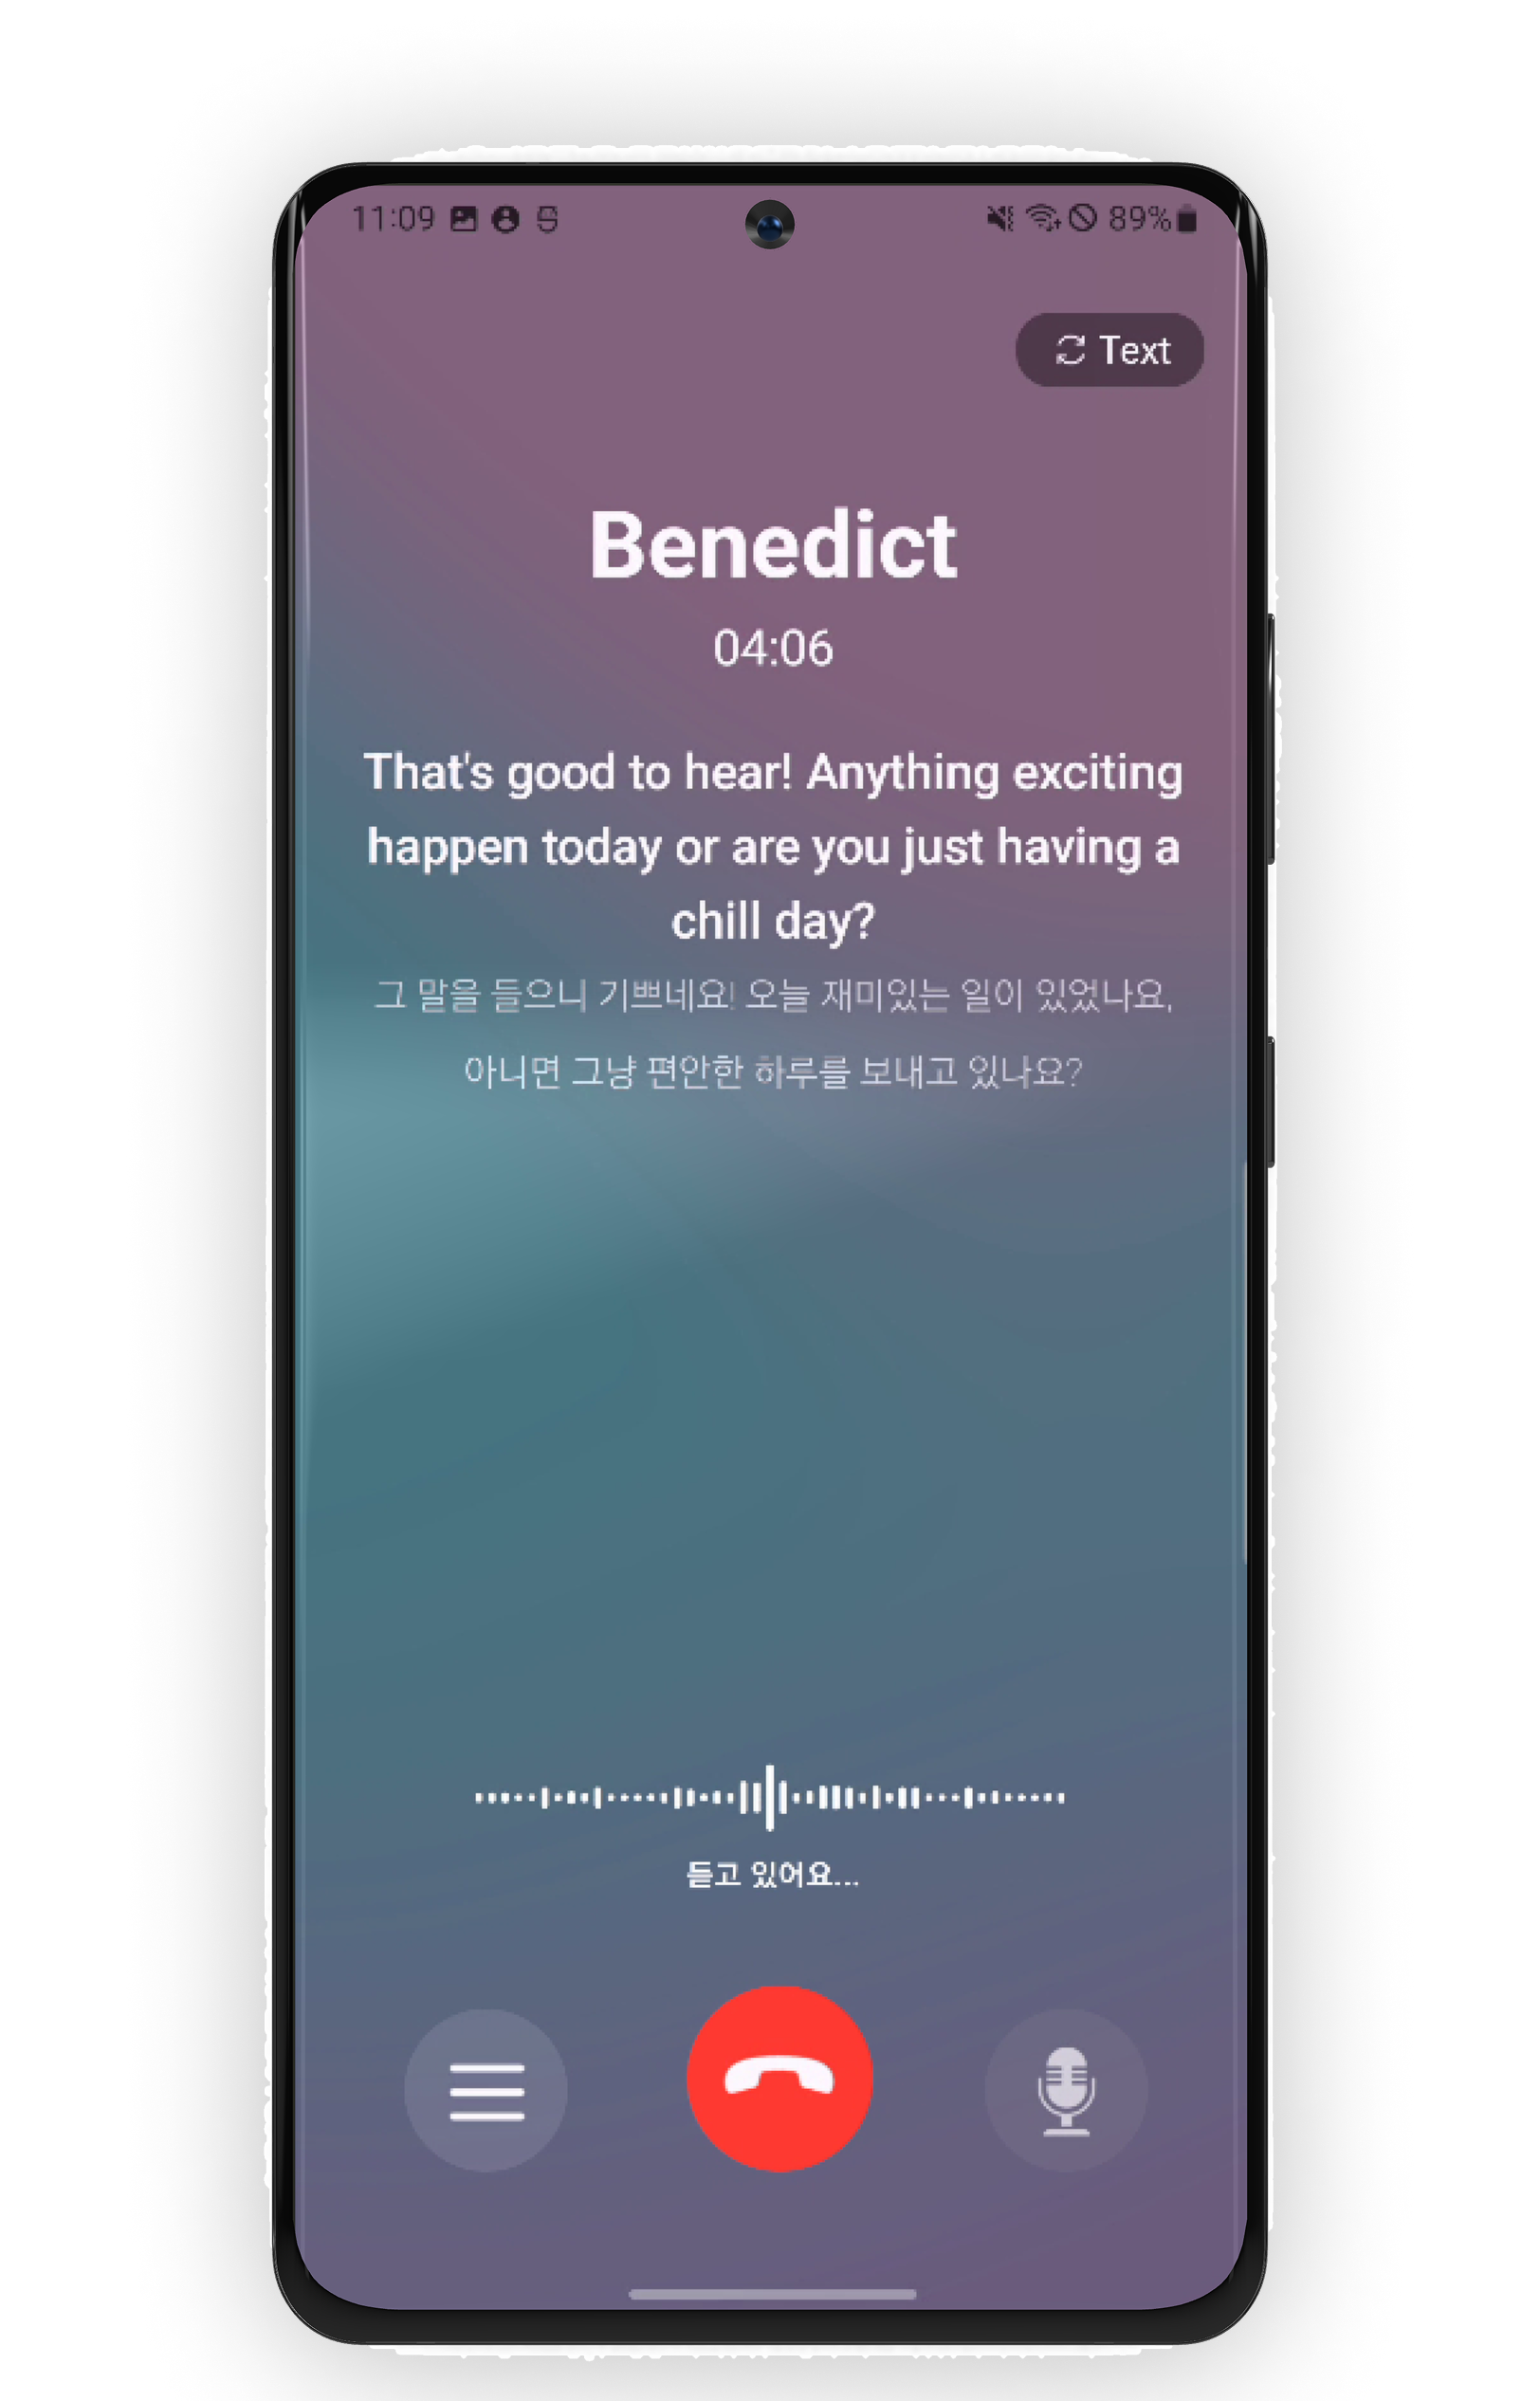 11:09
89%
Text
Benedict
04:06
That's good to hear! Anything exciting
happen today or are you just having a
chill day?
그 말을 들으니 기쁘네요! 오늘 재미있는 일이 있었나요,
아니면 그냥 편안한 하루를 보내고 있나요?
듣고 있어요...